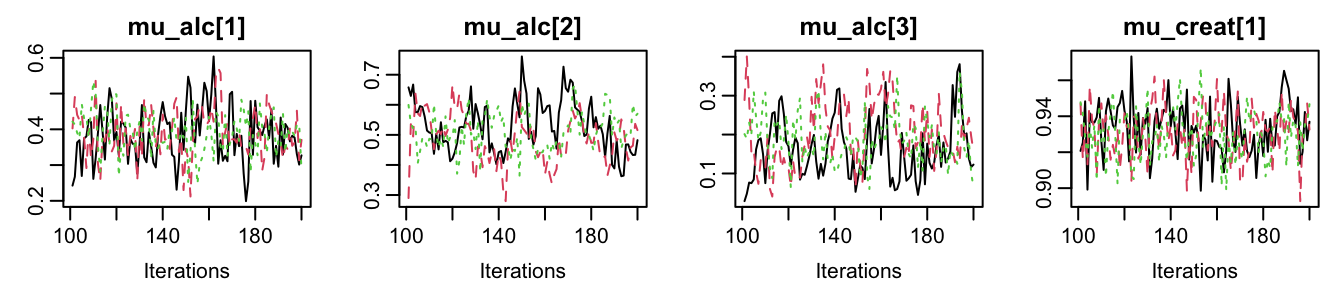 mu_alc[1]
0.2 0.4 0.6
100 140 180
Iterations
mu_alc[2]
0.3 0.5 0.7
100 140 180
Iterations
mu_alc[3]
0.1 0.3
100 140 180
Iterations
mu_creat[1]
0.90 0.94
100 140 180
Iterations